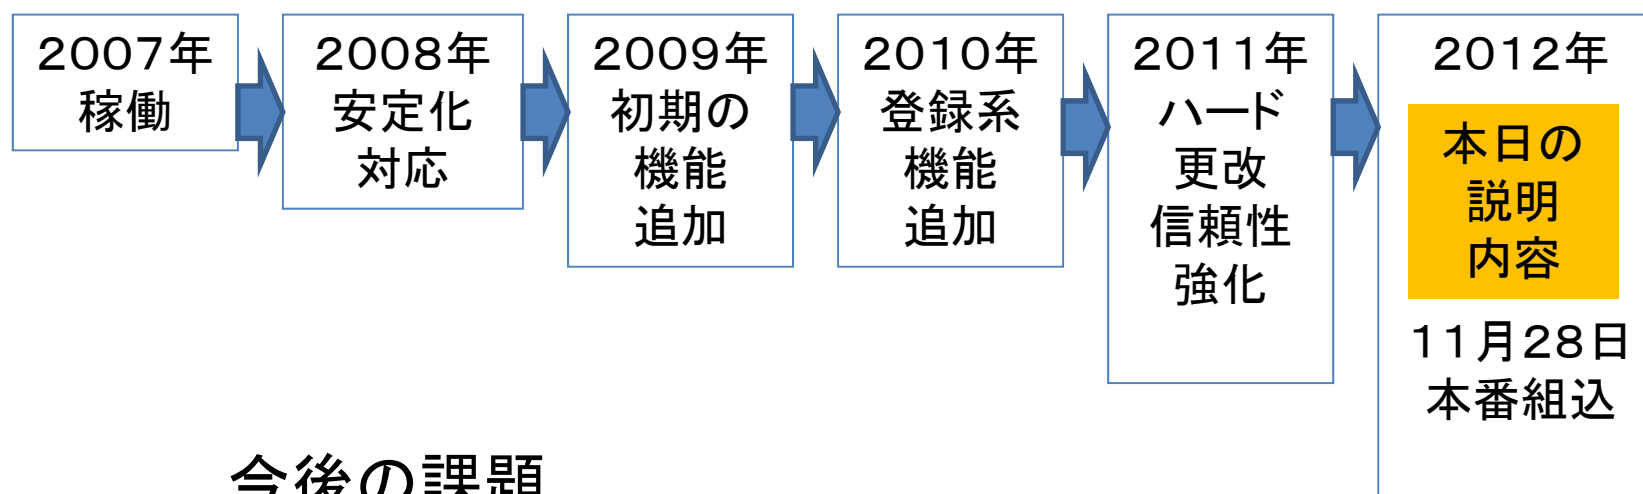 2007年
稼働
2008年
安定化
対応
2009年
初期の
機能
追加
2010年
登録系
機能
追加
2011年
ハード
更改
信頼性
強化
2012年
本日の
説明
内容
11月28日
本番組込
今後の課題